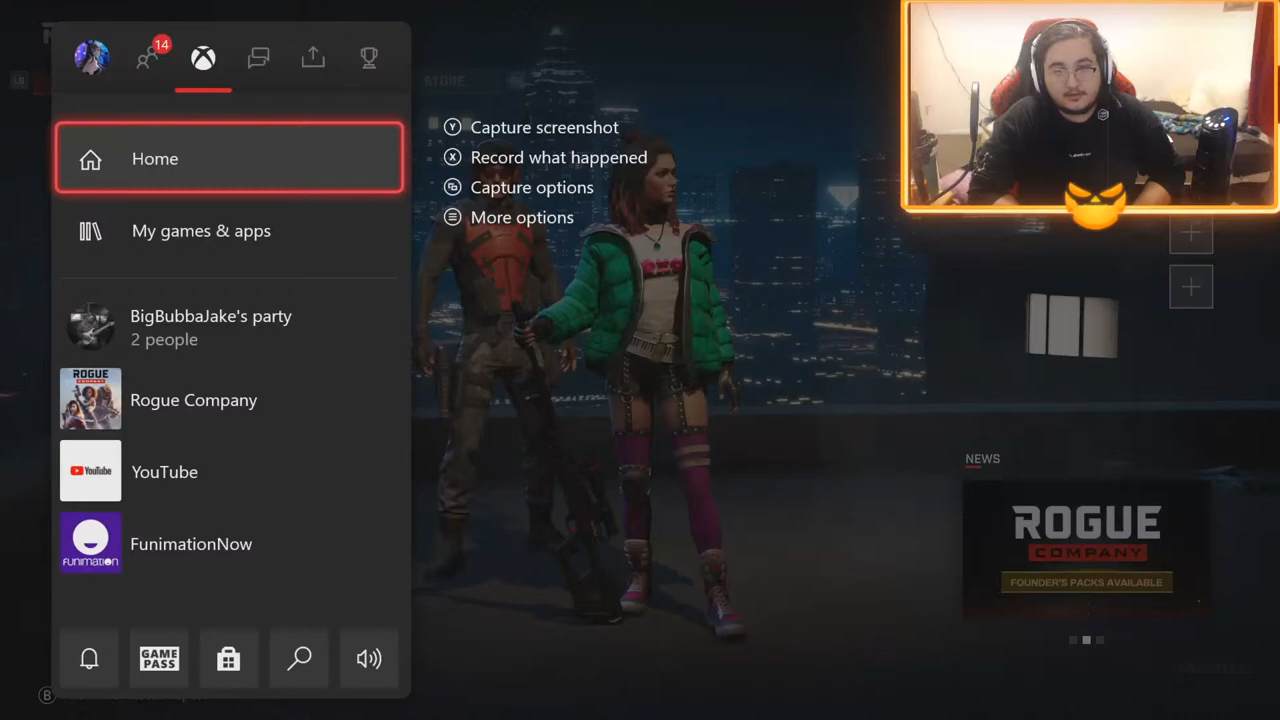 14
LB
STORE
Home
My games & apps
BigBubbaJake's party
2 people
ROGUE
COMPANY
Rogue Company
YouTube
YouTube
FUNIMATION
FunimationNow
GAME
PASS
B
Y Capture screenshot
X Record what happened
Capture options
More options
NEWS
ROGUE
COMPANY
FOUNDER'S PACKS AVAILABLE